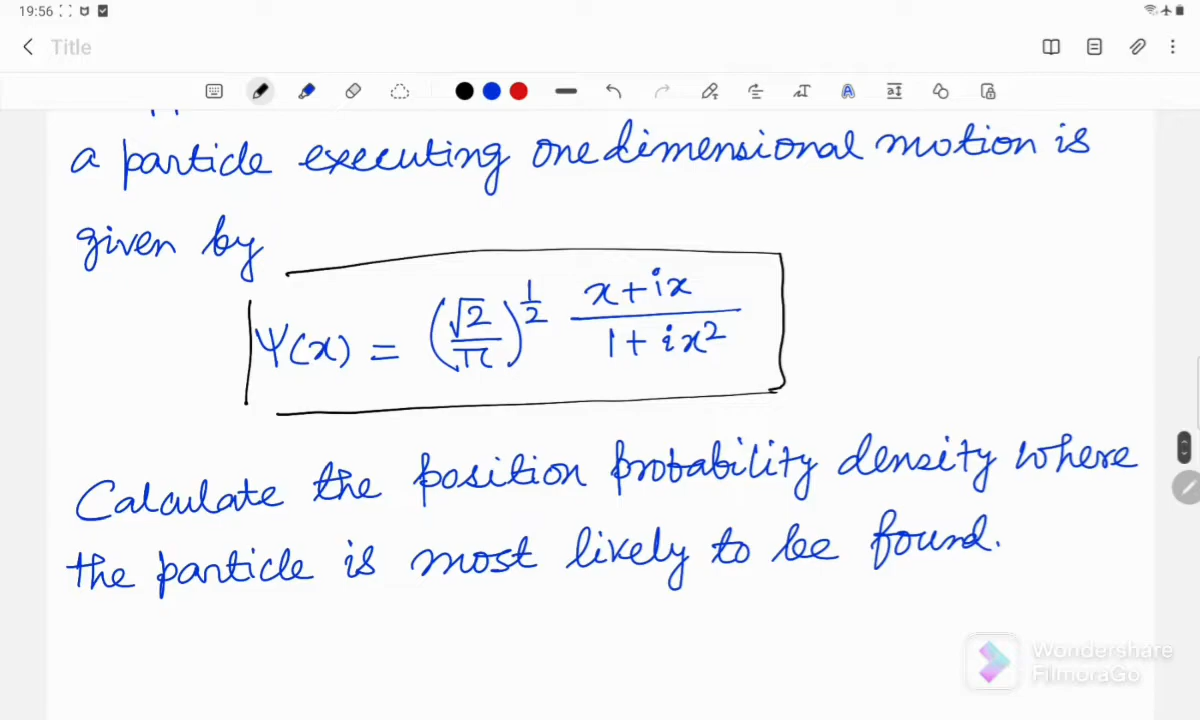 19:56
Title
a particle executing one dimensional motion is
given by
Ψ(x) = (√2/π)^1/2 (x+ix)/(1+ix²)
Calculate the position probability density where
the particle is most likely to be found.
Wondershare
FilmoraGo